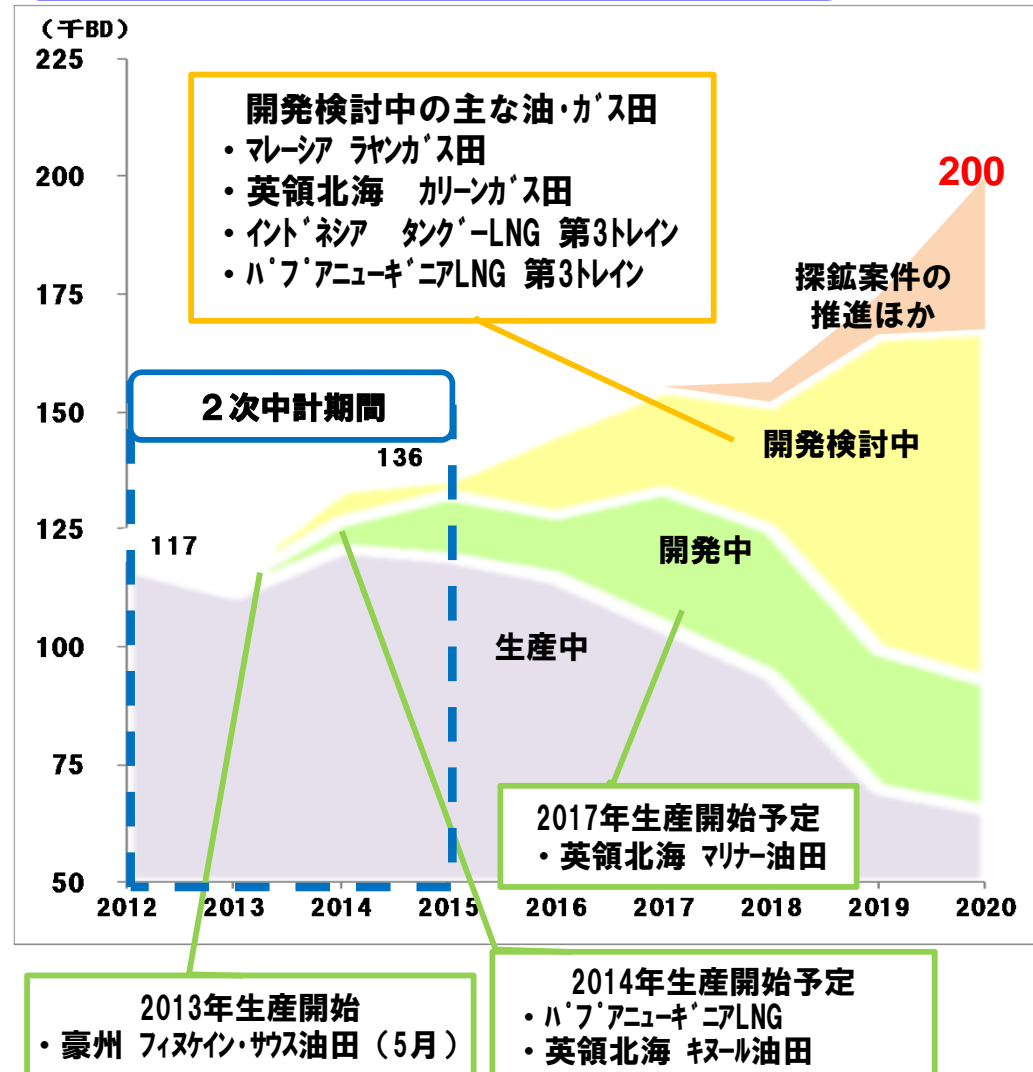 (千BD)
225
200
175
150
125
100
75
50
開発検討中の主な油・ガス田
・マレーシア ラヤンガス田
・英領北海 カリーンガス田
・インドネシア タングーLNG 第3トレイン
・パプアニューギニアLNG 第3トレイン
200
探鉱案件の
推進ほか
2次中計期間
136
117
開発検討中
開発中
生産中
2017年生産開始予定
・英領北海 マリナー油田
2012 2013 2014 2015 2016 2017 2018 2019 2020
2013年生産開始
・豪州 フィヌケイン・サウス油田(5月)
2014年生産開始予定
・パプアニューギニアLNG
・英領北海 キヌール油田